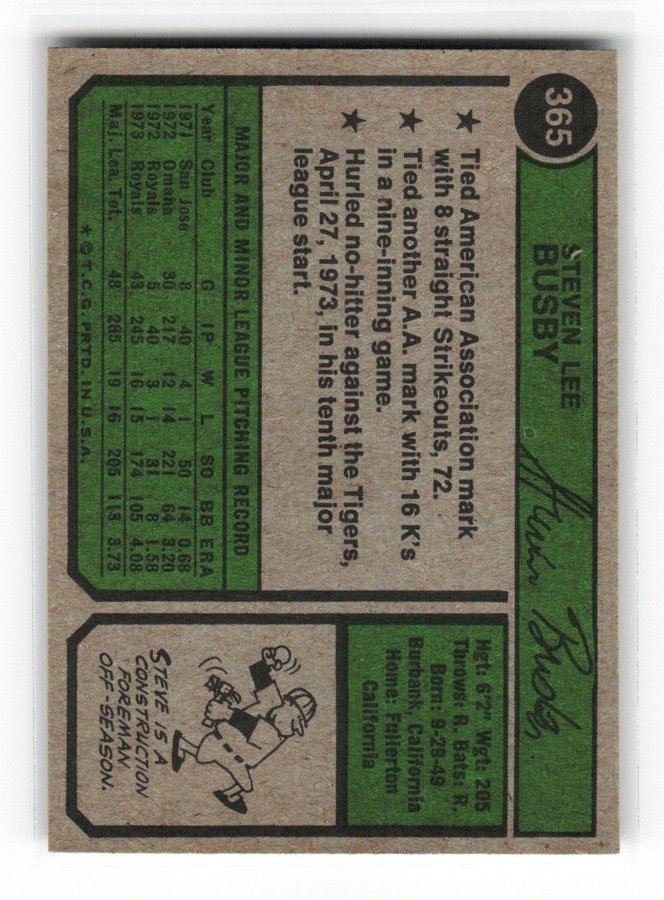 365
STEVEN LEE
BUSBY
Steven Busby
★ Tied American Association mark
with 8 straight Strikeouts, 72.
★ Tied another A.A. mark with 16 K's
in a nine-inning game.
★ Hurled no-hitter against the Tigers,
April 27, 1973, in his tenth major
league start.
MAJOR AND MINOR LEAGUE PITCHING RECORD
Year Club G IP W L SO BB ERA
1971 San Jose 8 40 4 1 50 14 0.68
1972 Omaha 30 217 12 14 221 64 3.20
1972 Royals 5 40 3 1 31 8 1.58
1973 Royals 43 245 16 15 174 105 4.08
Maj. Lea. Tot. 48 285 19 16 205 113 3.73
* © T.C.G. PRTD. IN U.S.A.
Hgt: 6'2" Wgt: 205
Throws: R. Bats: R.
Born: 9-29-49
Burbank, California
Home: Fullerton
California
STEVE IS A
CONSTRUCTION
FOREMAN
OFF-SEASON.